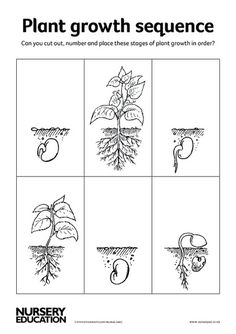 Plant growth sequence
Can you cut out, number and place these stages of plant growth in order?
NURSERY
EDUCATION